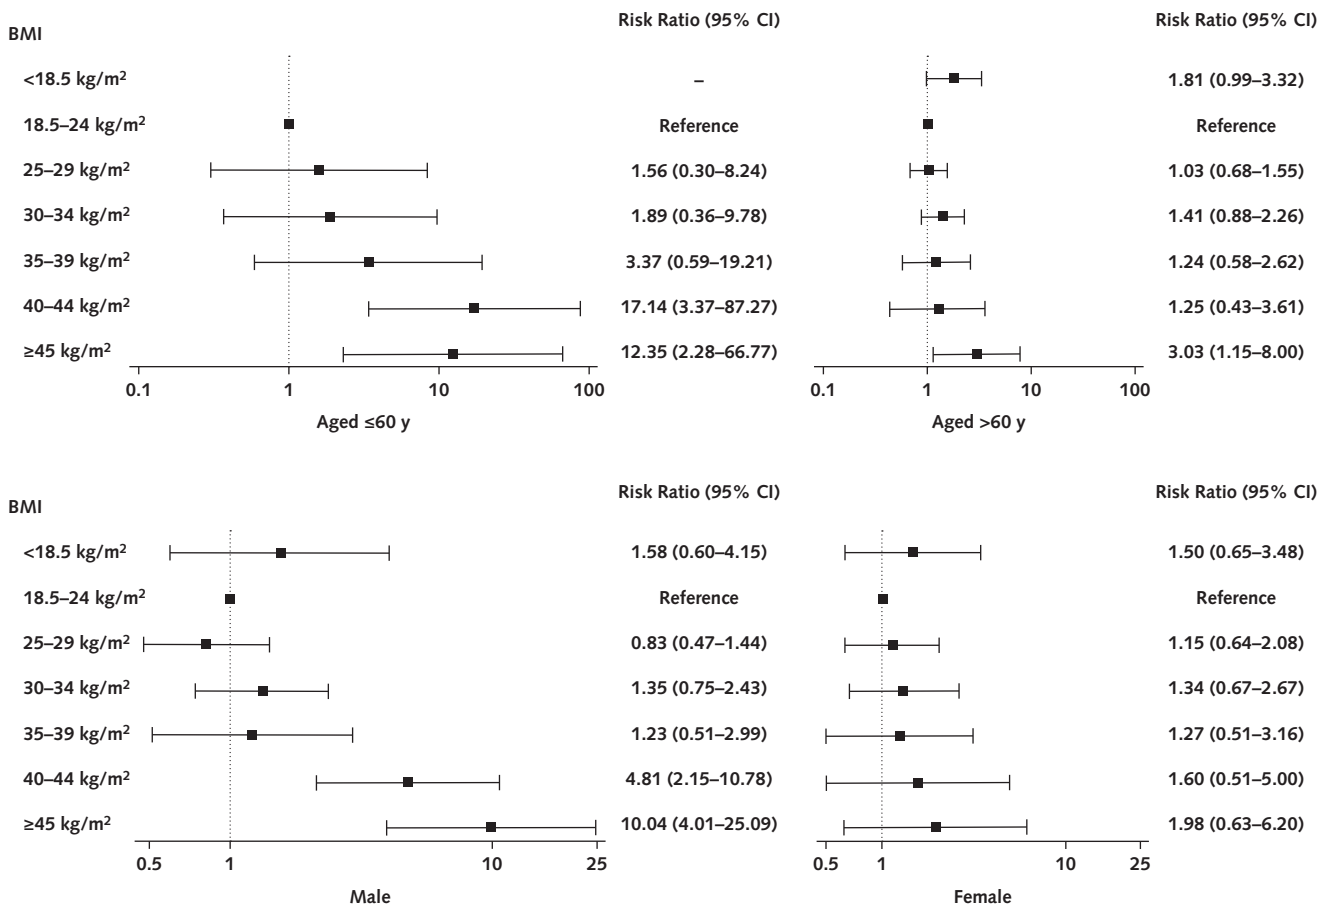 Risk Ratio (95% CI) Risk Ratio (95% CI)
BMI
<18.5 kg/m² – 1.81 (0.99–3.32)
18.5–24 kg/m² Reference Reference
25–29 kg/m² 1.56 (0.30–8.24) 1.03 (0.68–1.55)
30–34 kg/m² 1.89 (0.36–9.78) 1.41 (0.88–2.26)
35–39 kg/m² 3.37 (0.59–19.21) 1.24 (0.58–2.62)
40–44 kg/m² 17.14 (3.37–87.27) 1.25 (0.43–3.61)
≥45 kg/m² 12.35 (2.28–66.77) 3.03 (1.15–8.00)
0.1 1 10 100 0.1 1 10 100
Aged ≤60 y Aged >60 y
Risk Ratio (95% CI) Risk Ratio (95% CI)
BMI
<18.5 kg/m² 1.58 (0.60–4.15) 1.50 (0.65–3.48)
18.5–24 kg/m² Reference Reference
25–29 kg/m² 0.83 (0.47–1.44) 1.15 (0.64–2.08)
30–34 kg/m² 1.35 (0.75–2.43) 1.34 (0.67–2.67)
35–39 kg/m² 1.23 (0.51–2.99) 1.27 (0.51–3.16)
40–44 kg/m² 4.81 (2.15–10.78) 1.60 (0.51–5.00)
≥45 kg/m² 10.04 (4.01–25.09) 1.98 (0.63–6.20)
0.5 1 10 25 0.5 1 10 25
Male Female